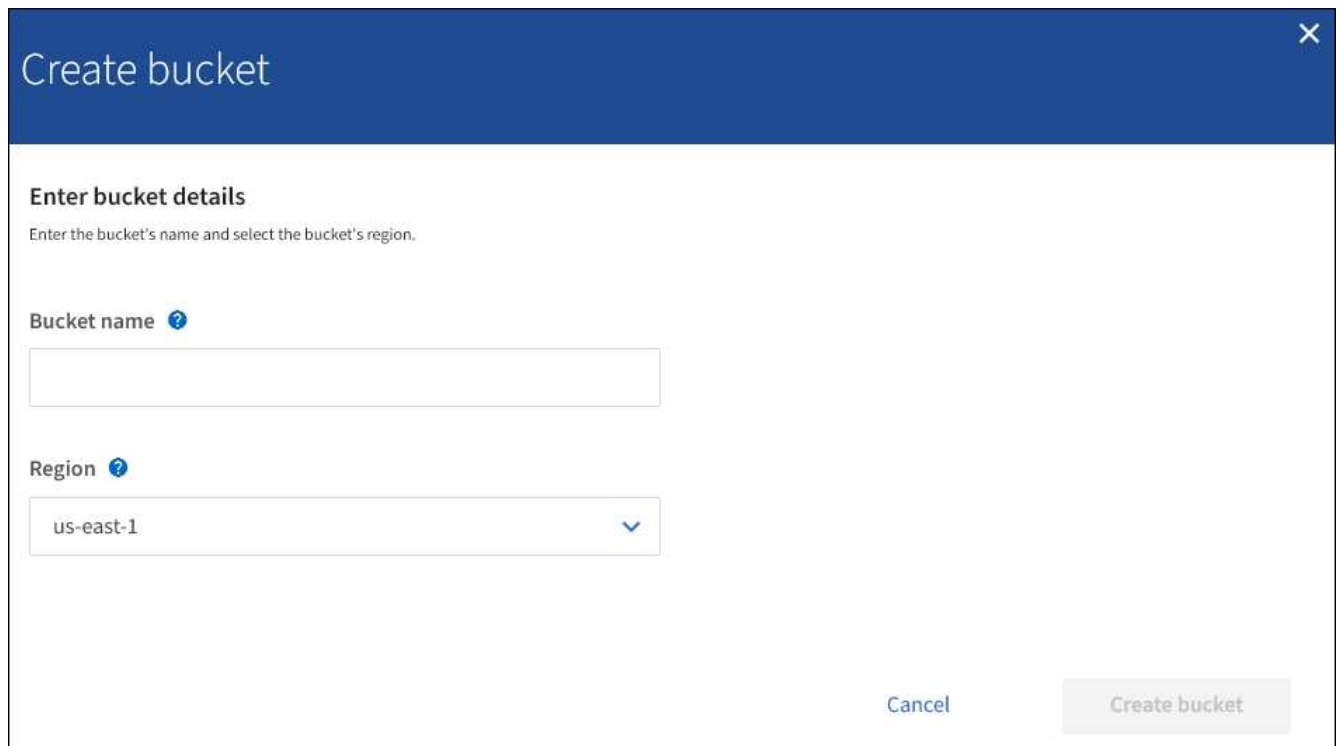 Create bucket
Enter bucket details
Enter the bucket's name and select the bucket's region.
Bucket name ?
Region ?
us-east-1
Cancel
Create bucket